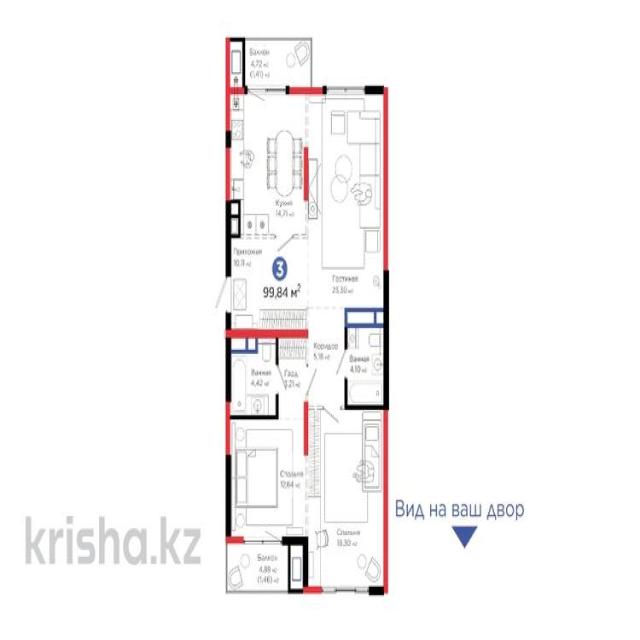 Балкон
4,72 м2
(1,41) м2
Кухня
14,71 м2
Прихожая
10,11 м2
3
99,84 м2
Гостиная
25,30 м2
Коридор
5,18 м2
Ванная
4,10 м2
Ванная
4,42 м2
Гард.
3,21 м2
Спальня
12,64 м2
Спальня
18,30 м2
Балкон
4,88 м2
(1,46) м2
Вид на ваш двор
krisha.kz